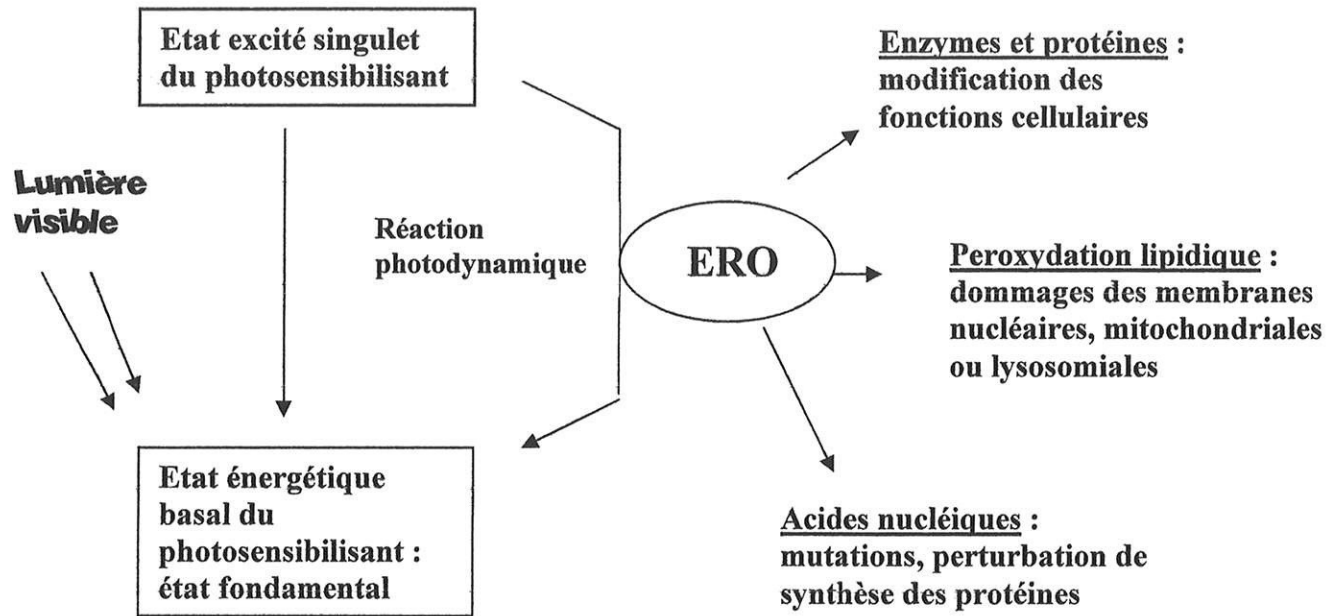 Etat excité singulet
du photosensibilisant
Lumière
visible
Réaction
photodynamique
ERO
Enzymes et protéines :
modification des
fonctions cellulaires
Peroxydation lipidique :
dommages des membranes
nucléaires, mitochondriales
ou lysosomiales
Etat énergétique
basal du
photosensibilisant :
état fondamental
Acides nucléiques :
mutations, perturbation de
synthèse des protéines